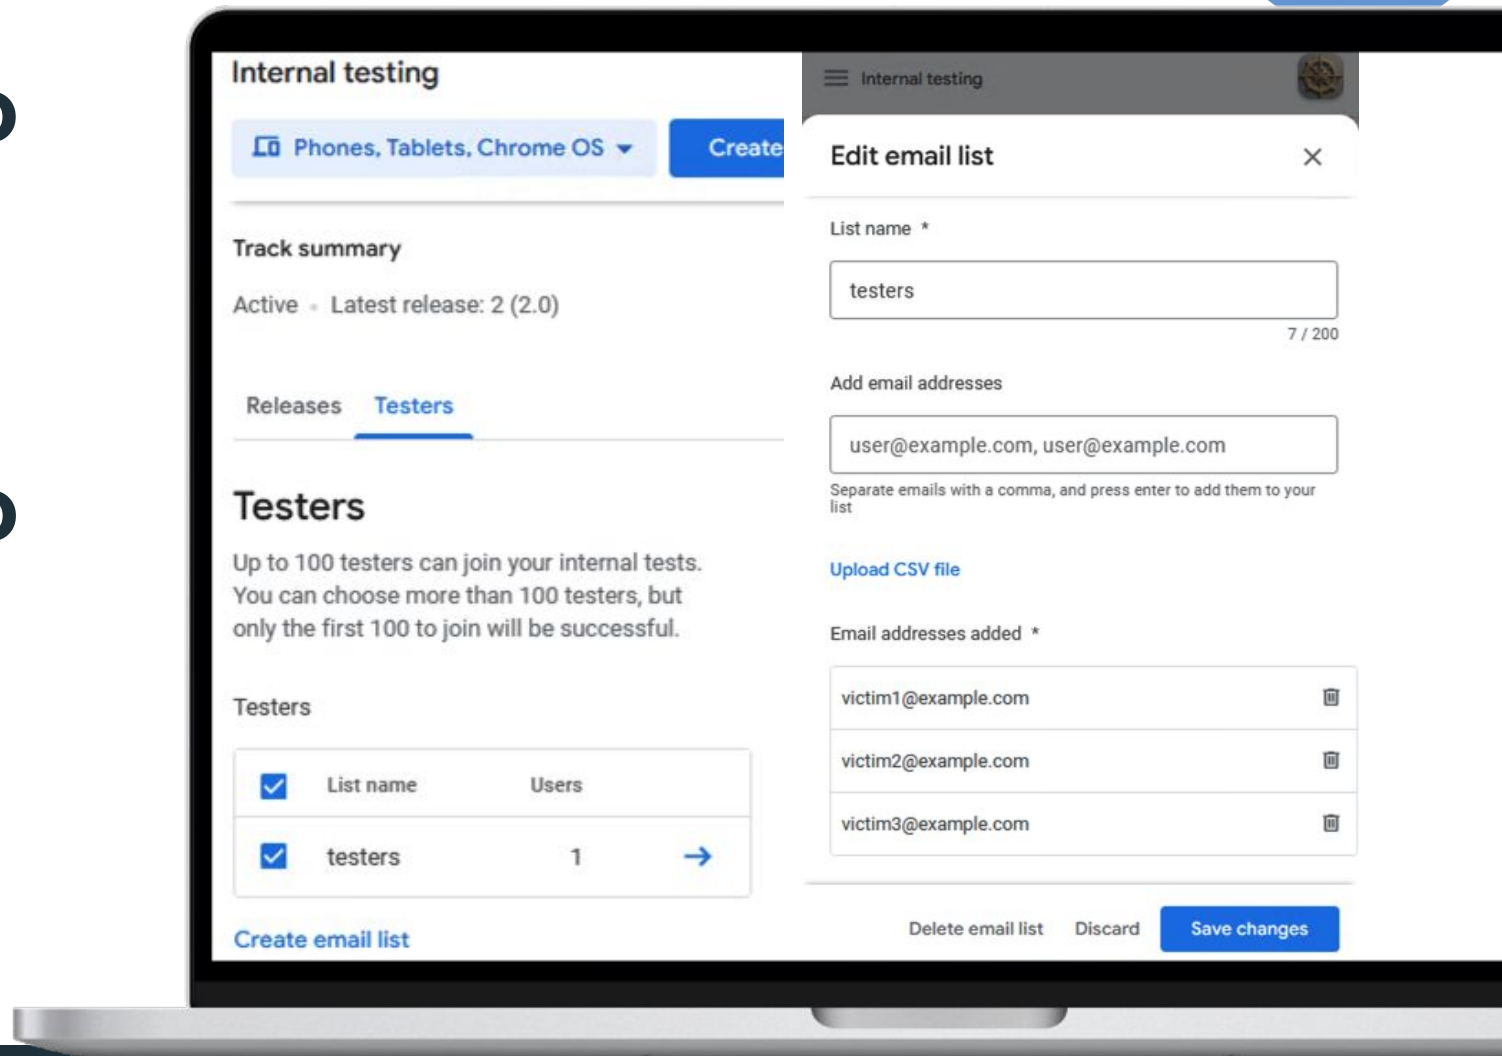 Internal testing
Phones, Tablets, Chrome OS
Create
Track summary
Active • Latest release: 2 (2.0)
Releases
Testers
Testers
Up to 100 testers can join your internal tests.
You can choose more than 100 testers, but
only the first 100 to join will be successful.
Testers
List name
Users
testers
1
Create email list
Internal testing
Edit email list
List name *
testers
7 / 200
Add email addresses
user@example.com, user@example.com
Separate emails with a comma, and press enter to add them to your
list
Upload CSV file
Email addresses added *
victim1@example.com
victim2@example.com
victim3@example.com
Delete email list
Discard
Save changes